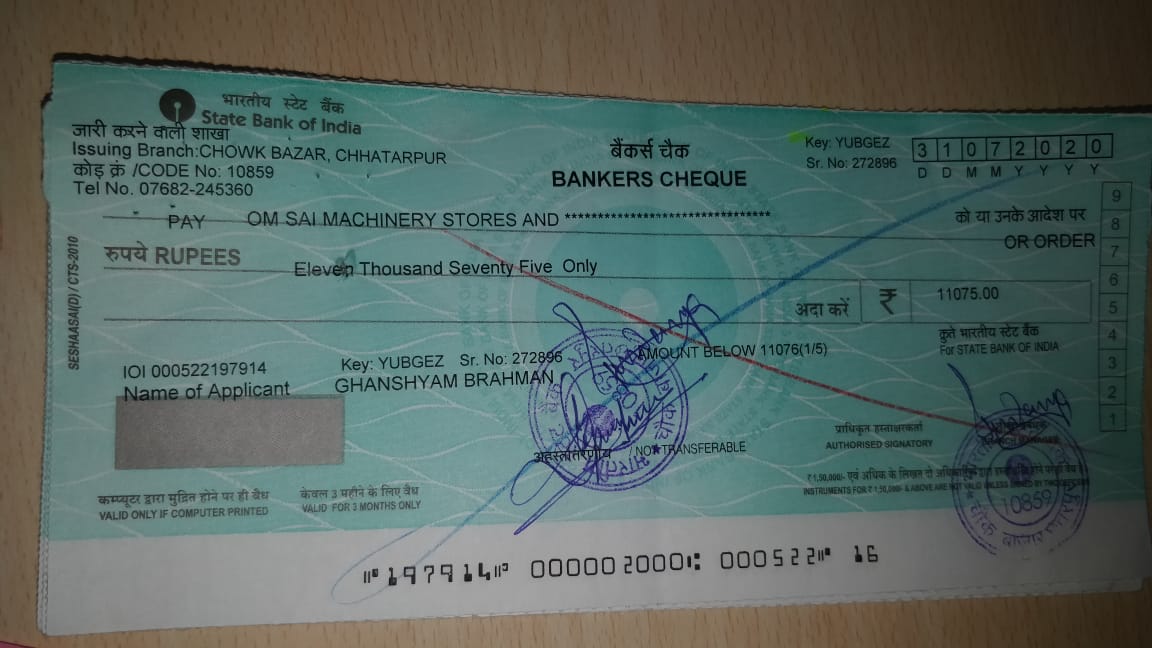 भारतीय स्टेट बैंक
State Bank of India
जारी करने वाली शाखा
Issuing Branch:CHOWK BAZAR, CHHATARPUR
कोड क्रं /CODE No: 10859
Tel No. 07682-245360
बैंकर्स चैक
BANKERS CHEQUE
Key: YUBGEZ
Sr. No: 272896
3 1 0 7 2 0 2 0
D D M M Y Y Y Y
PAY OM SAI MACHINERY STORES AND *********************************
को या उनके आदेश पर
OR ORDER
रुपये RUPEES
Eleven Thousand Seventy Five Only
अदा करें ₹ 11075.00
9
8
7
6
5
4
3
2
1
SESHAASAI(D) / CTS-2010
कृते भारतीय स्टेट बैंक
For STATE BANK OF INDIA
IOI 000522197914
Key: YUBGEZ Sr. No: 272896
AMOUNT BELOW 11076(1/5)
Name of Applicant
GHANSHYAM BRAHMAN
अहस्तांतरणीय / NOT TRANSFERABLE
प्राधिकृत हस्ताक्षरकर्ता
AUTHORISED SIGNATORY
BRANCH MANAGER
कम्प्यूटर द्वारा मुद्रित होने पर ही वैध
VALID ONLY IF COMPUTER PRINTED
केवल 3 महीने के लिए वैध
VALID FOR 3 MONTHS ONLY
₹ 1,50,000/- एवं अधिक के लिखत दो
INSTRUMENTS FOR ₹ 1,50,000/- & ABOVE ARE NOT VALID UNLESS SIGNED BY TWO
10859
⑈197914⑈ 000002000⑆ 000522⑈ 16